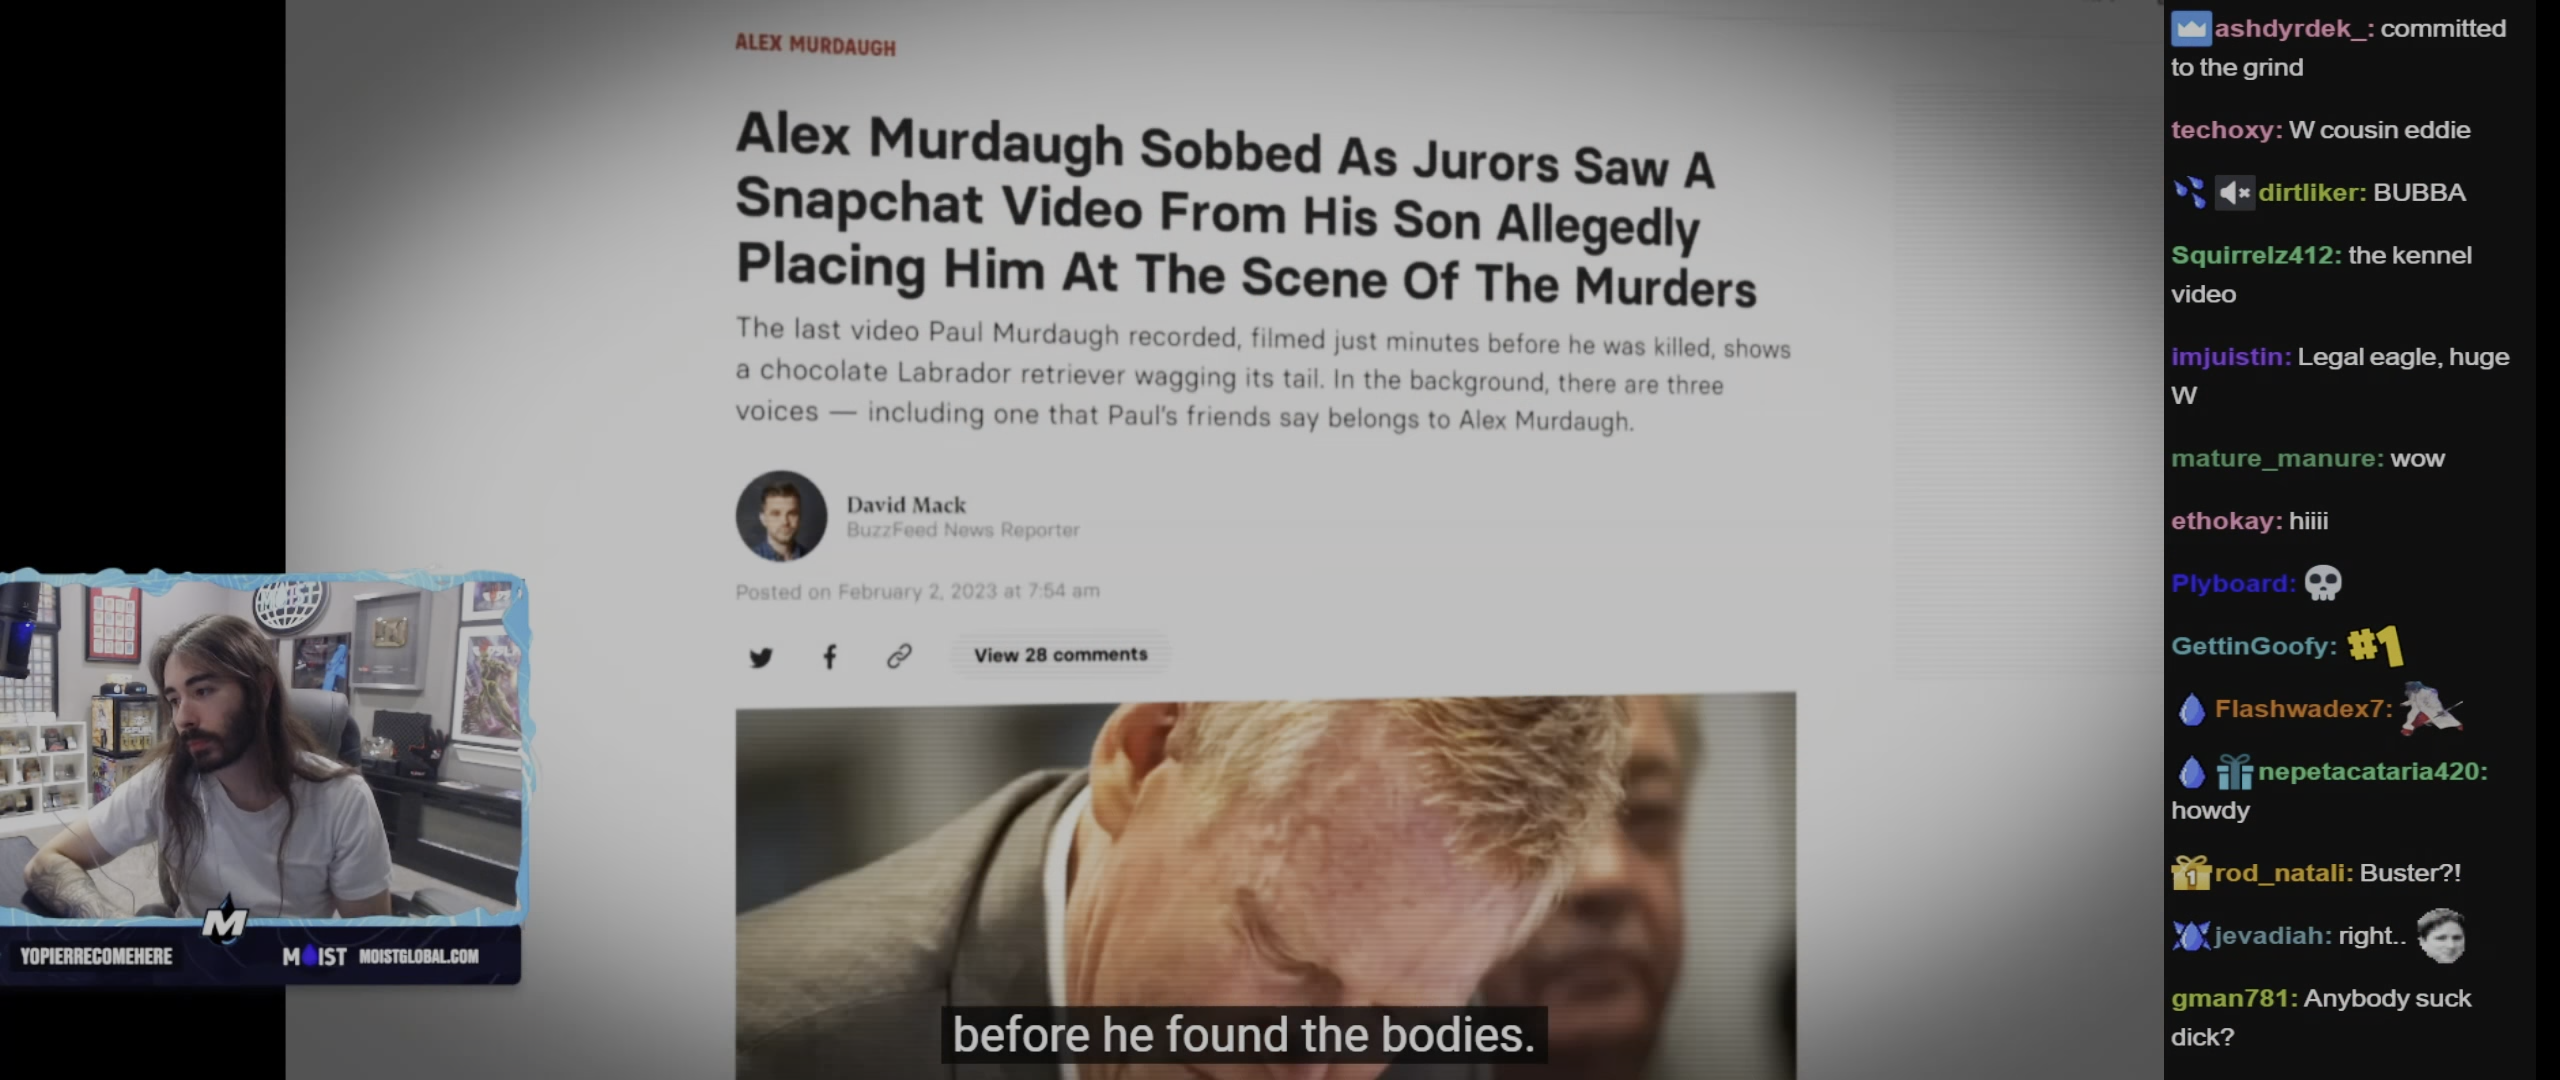 ALEX MURDAUGH
Alex Murdaugh Sobbed As Jurors Saw A
Snapchat Video From His Son Allegedly
Placing Him At The Scene Of The Murders
The last video Paul Murdaugh recorded, filmed just minutes before he was killed, shows
a chocolate Labrador retriever wagging its tail. In the background, there are three
voices — including one that Paul's friends say belongs to Alex Murdaugh.
David Mack
BuzzFeed News Reporter
Posted on February 2, 2023 at 7:54 am
View 28 comments
before he found the bodies.
MOIST
M
YOPIERRECOMEHERE
MOIST MOISTGLOBAL.COM
ashdyrdek_: committed
to the grind
techoxy: W cousin eddie
dirtliker: BUBBA
Squirrelz412: the kennel
video
imjuistin: Legal eagle, huge
W
mature_manure: wow
ethokay: hiiii
Plyboard:
GettinGoofy: #1
Flashwadex7:
nepetacataria420:
howdy
1 rod_natali: Buster?!
jevadiah: right..
gman781: Anybody suck
dick?